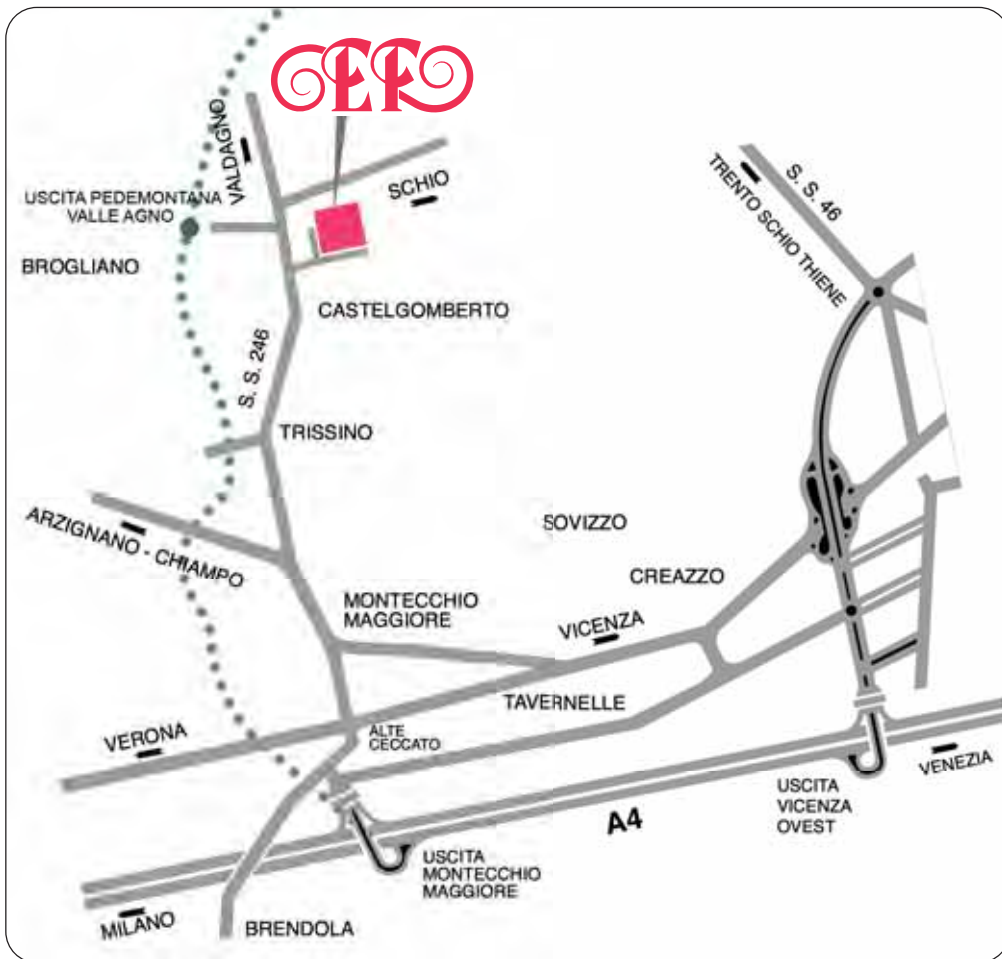 CEF
VALDAGNO
SCHIO
USCITA PEDEMONTANA
VALLE AGNO
BROGLIANO
CASTELGOMBERTO
S. S. 246
TRISSINO
ARZIGNANO - CHIAMPO
TRENTO SCHIO THIENE
S. S. 46
SOVIZZO
CREAZZO
MONTECCHIO
MAGGIORE
VICENZA
TAVERNELLE
VERONA
ALTE
CECCATO
VENEZIA
USCITA
VICENZA
OVEST
A4
USCITA
MONTECCHIO
MAGGIORE
MILANO
BRENDOLA